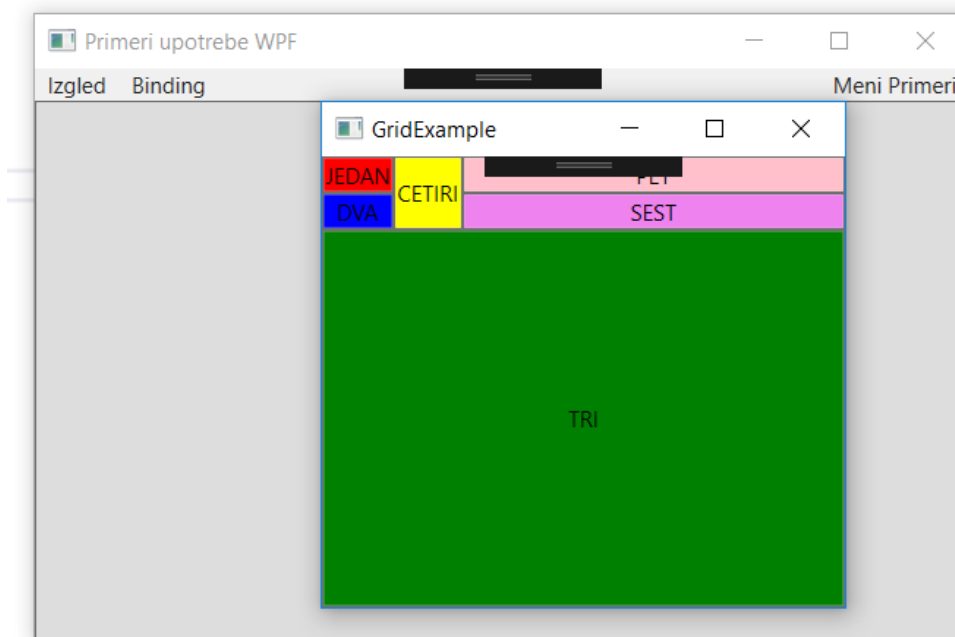 Primeri upotrebe WPF
Izgled Binding Meni Primeri
GridExample
JEDAN
CETIRI
DVA
SEST
TRI